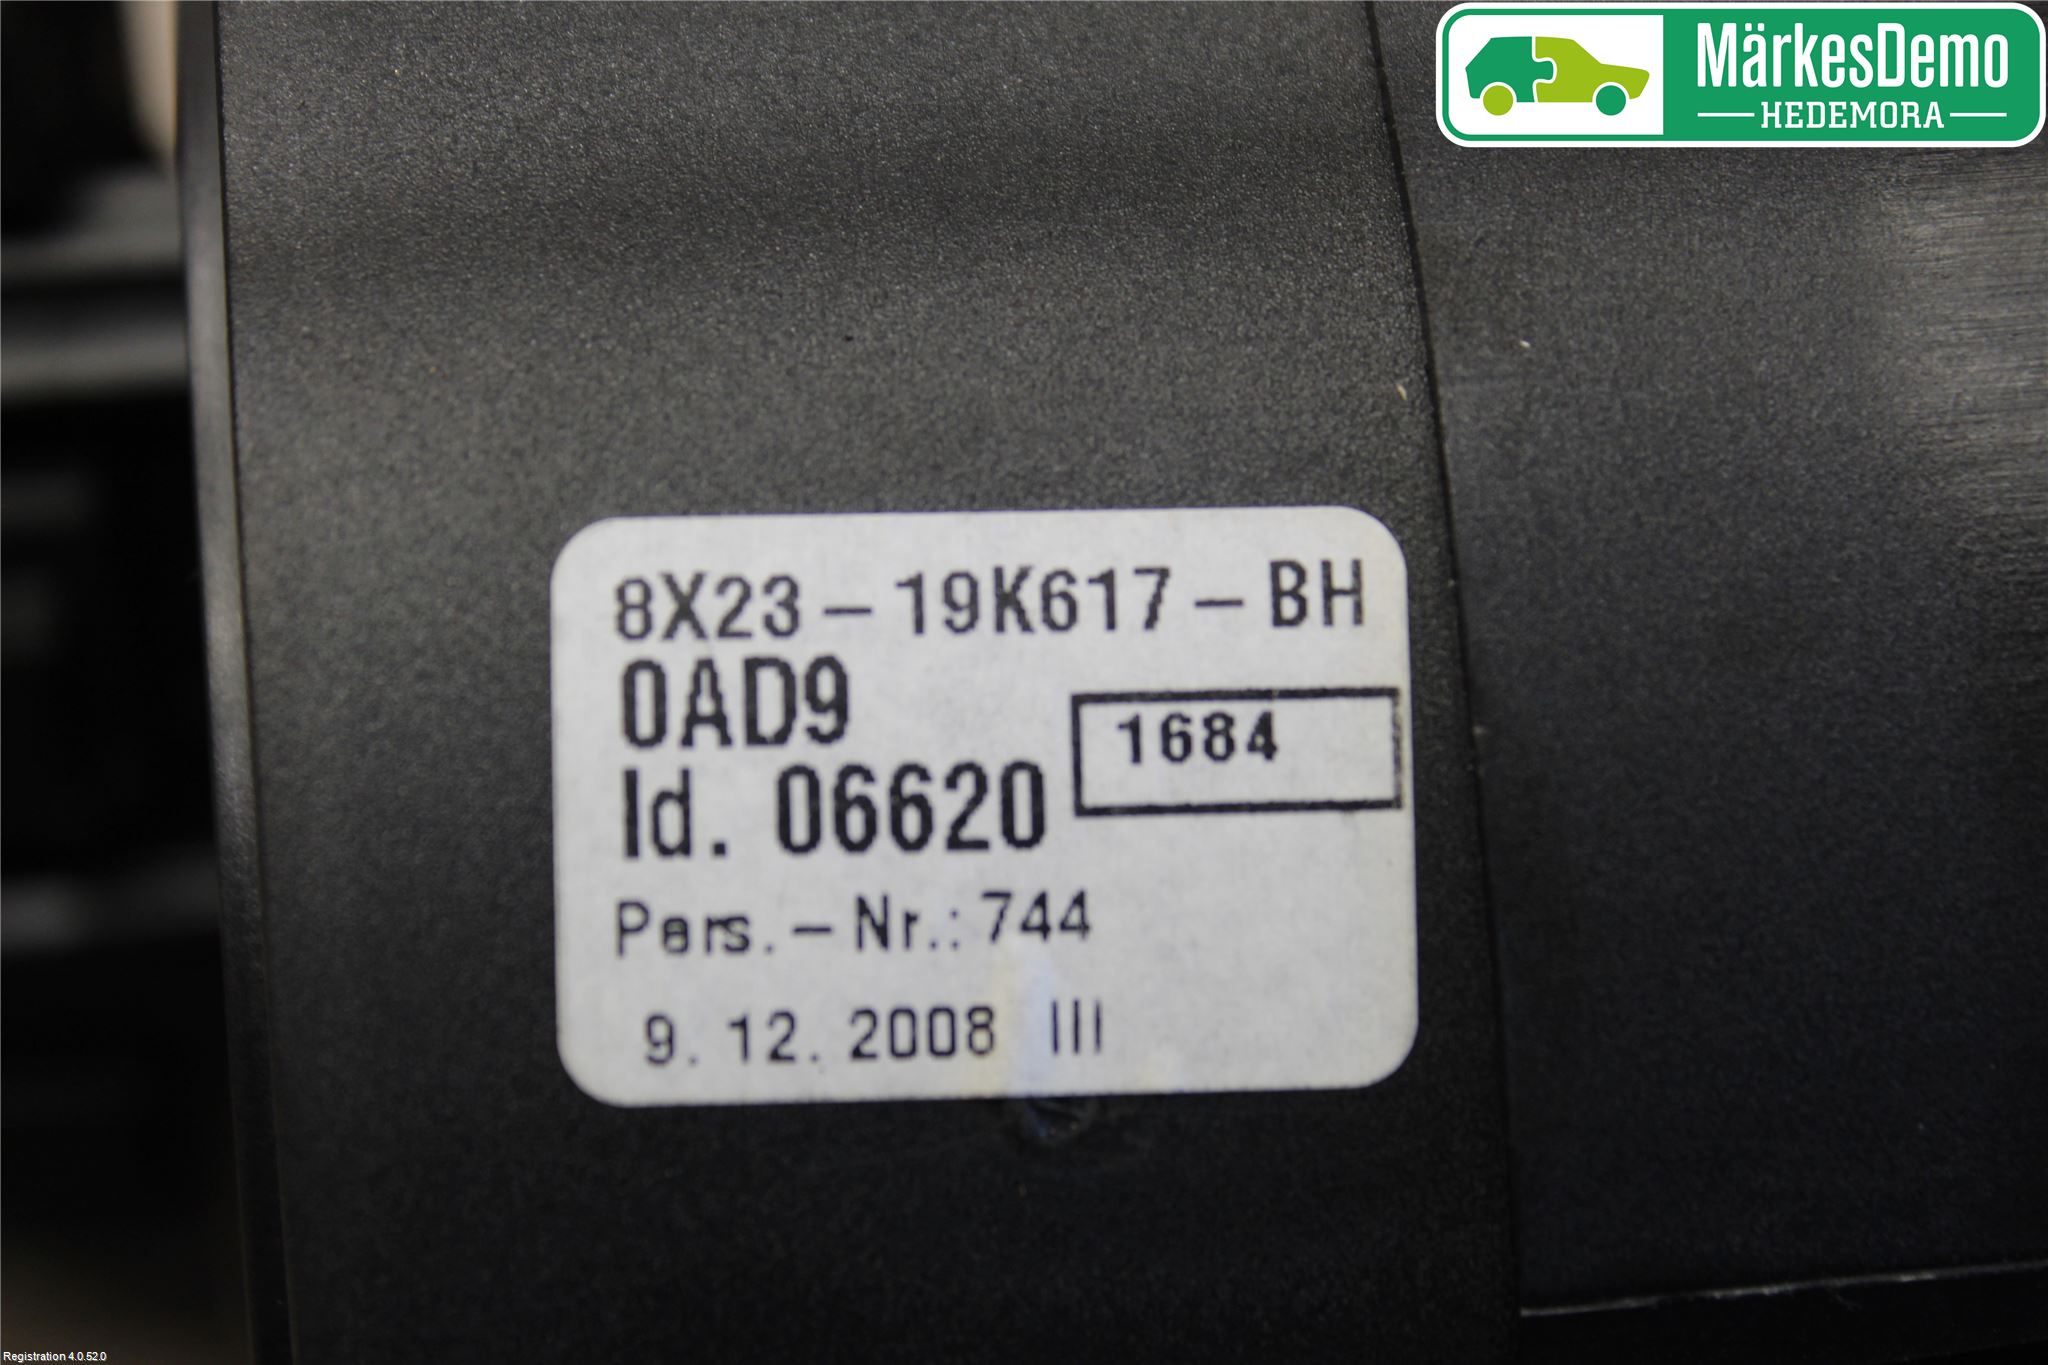 MärkesDemo
HEDEMORA
8X23-19K617-BH
0AD9
1684
Id. 06620
Pers.-Nr.:744
9.12.2008 III
Registration 4.0.52.0